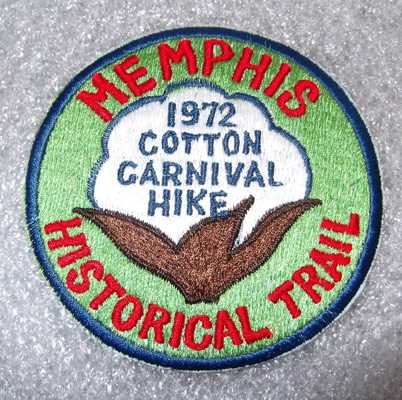 MEMPHIS
1972
COTTON
CARNIVAL
HIKE
HISTORICAL TRAIL